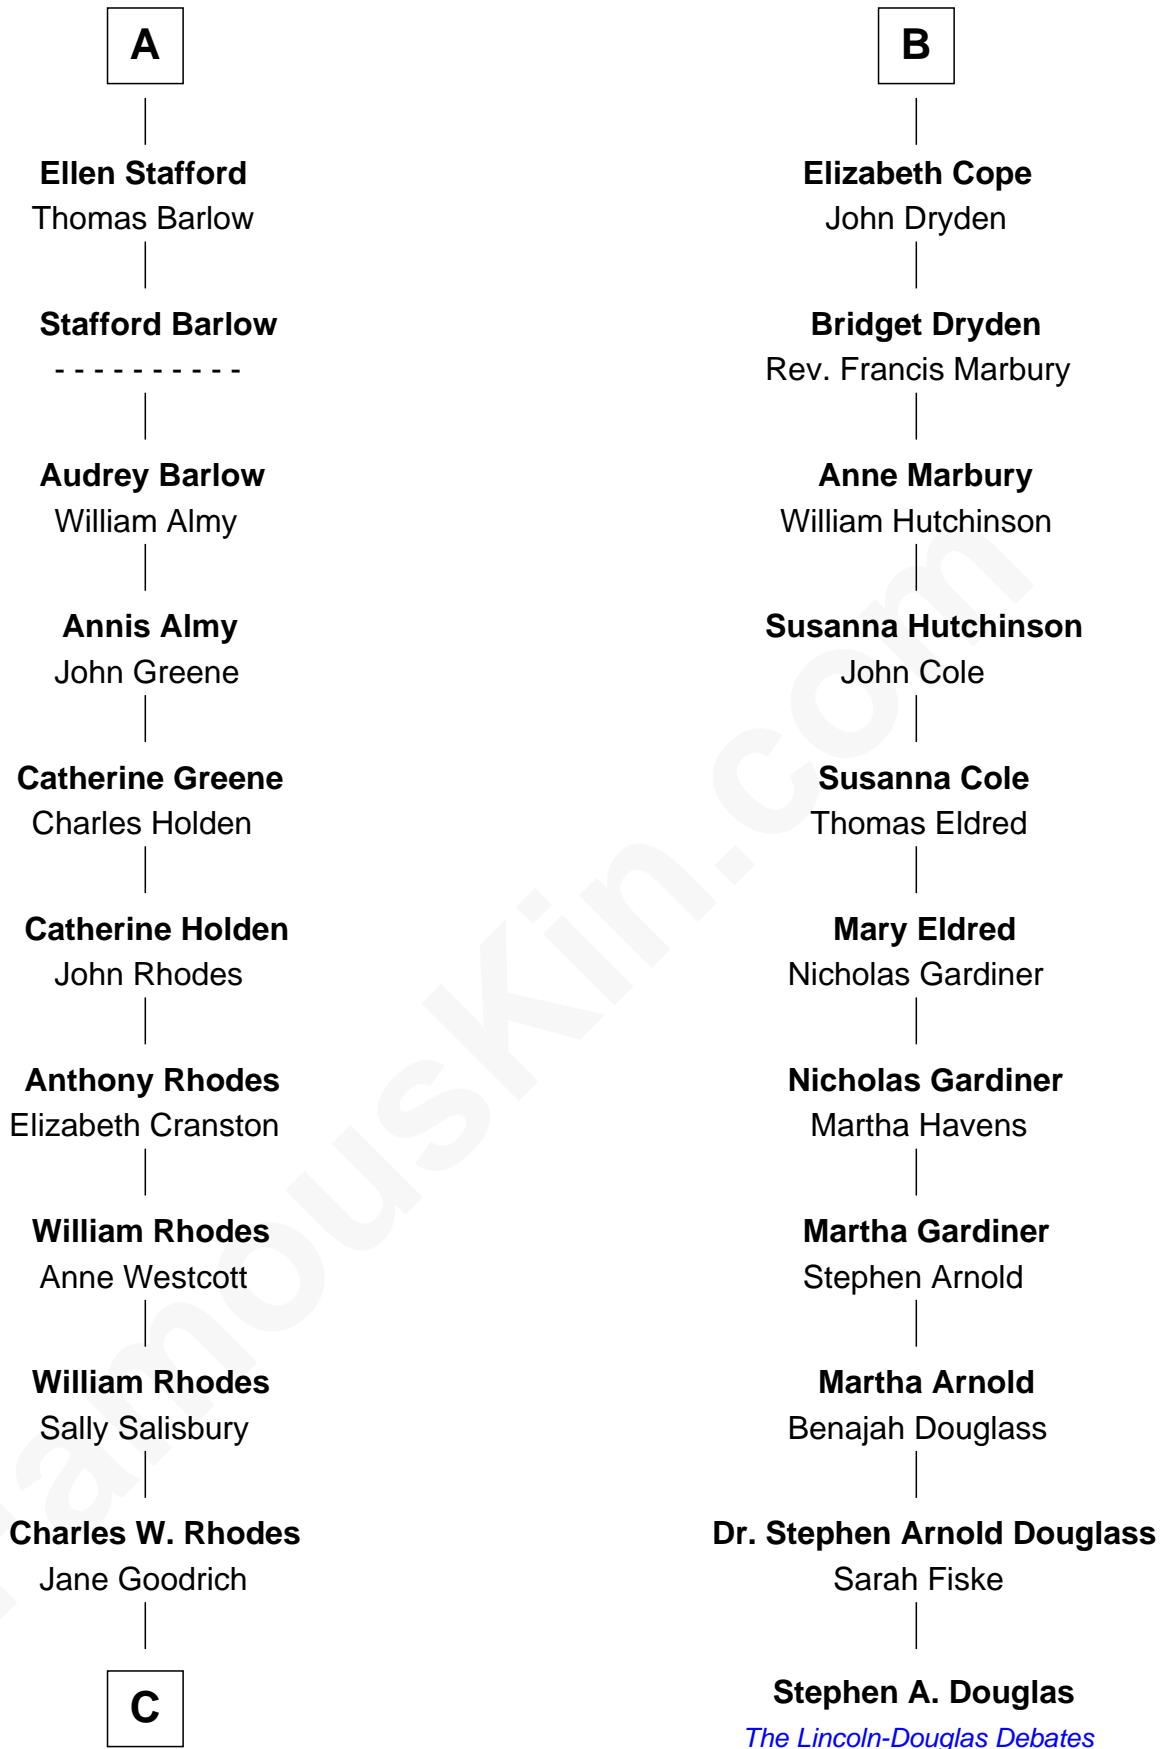 A
Ellen Stafford
Thomas Barlow
Stafford Barlow
- - - - - - - - - -
Audrey Barlow
William Almy
Annis Almy
John Greene
Catherine Greene
Charles Holden
Catherine Holden
John Rhodes
Anthony Rhodes
Elizabeth Cranston
William Rhodes
Anne Westcott
William Rhodes
Sally Salisbury
Charles W. Rhodes
Jane Goodrich
C
B
Elizabeth Cope
John Dryden
Bridget Dryden
Rev. Francis Marbury
Anne Marbury
William Hutchinson
Susanna Hutchinson
John Cole
Susanna Cole
Thomas Eldred
Mary Eldred
Nicholas Gardiner
Nicholas Gardiner
Martha Havens
Martha Gardiner
Stephen Arnold
Martha Arnold
Benajah Douglass
Dr. Stephen Arnold Douglass
Sarah Fiske
Stephen A. Douglas
The Lincoln-Douglas Debates
FamousKin.com